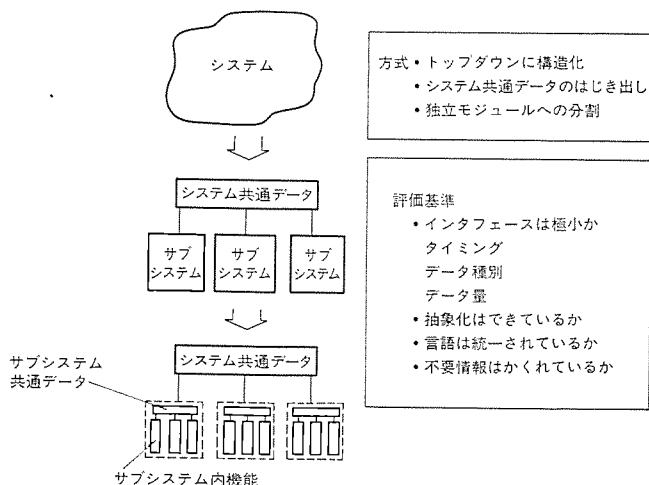 システム
方式・トップダウンに構造化
・システム共通データのはじき出し
・独立モジュールへの分割
システム共通データ
サブ
システム
サブ
システム
サブ
システム
評価基準
・インタフェースは極小か
タイミング
データ種別
データ量
・抽象化はできているか
・言語は統一されているか
・不要情報はかくれているか
システム共通データ
サブシステム
共通データ
サブシステム内機能